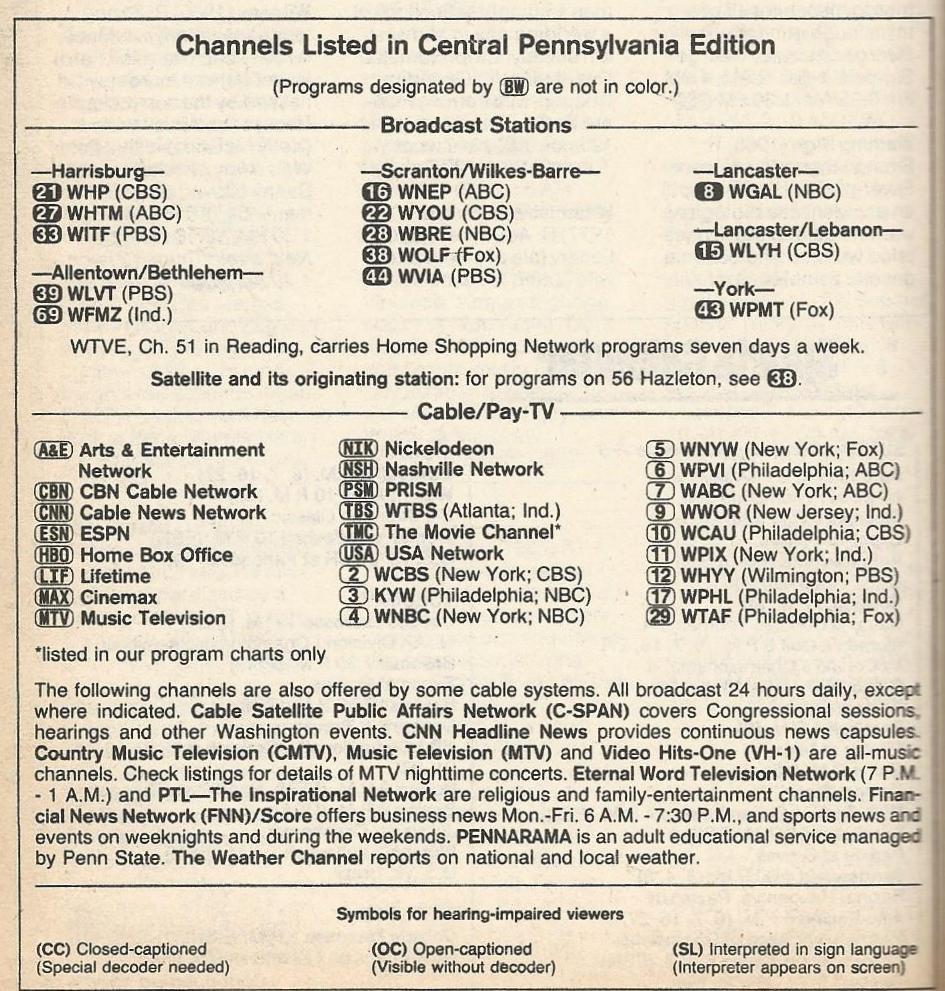 Channels Listed in Central Pennsylvania Edition
(Programs designated by BW are not in color.)
Broadcast Stations
—Harrisburg—
21 WHP (CBS)
27 WHTM (ABC)
33 WITF (PBS)
—Allentown/Bethlehem—
39 WLVT (PBS)
69 WFMZ (Ind.)
—Scranton/Wilkes-Barre—
16 WNEP (ABC)
22 WYOU (CBS)
28 WBRE (NBC)
38 WOLF (Fox)
44 WVIA (PBS)
—Lancaster—
8 WGAL (NBC)
—Lancaster/Lebanon—
15 WLYH (CBS)
—York—
43 WPMT (Fox)
WTVE, Ch. 51 in Reading, carries Home Shopping Network programs seven days a week.
Satellite and its originating station: for programs on 56 Hazleton, see 38.
Cable/Pay-TV
A&E Arts & Entertainment
Network
CBN CBN Cable Network
CNN Cable News Network
ESN ESPN
HBO Home Box Office
LIF Lifetime
MAX Cinemax
MTV Music Television
NIK Nickelodeon
NSH Nashville Network
PSM PRISM
TBS WTBS (Atlanta; Ind.)
TMC The Movie Channel*
USA USA Network
2 WCBS (New York; CBS)
3 KYW (Philadelphia; NBC)
4 WNBC (New York; NBC)
5 WNYW (New York; Fox)
6 WPVI (Philadelphia; ABC)
7 WABC (New York; ABC)
9 WWOR (New Jersey; Ind.)
10 WCAU (Philadelphia; CBS)
11 WPIX (New York; Ind.)
12 WHYY (Wilmington; PBS)
17 WPHL (Philadelphia; Ind.)
29 WTAF (Philadelphia; Fox)
*listed in our program charts only
The following channels are also offered by some cable systems. All broadcast 24 hours daily, except
where indicated. Cable Satellite Public Affairs Network (C-SPAN) covers Congressional sessions,
hearings and other Washington events. CNN Headline News provides continuous news capsules.
Country Music Television (CMTV), Music Television (MTV) and Video Hits-One (VH-1) are all-music
channels. Check listings for details of MTV nighttime concerts. Eternal Word Television Network (7 P.M.
- 1 A.M.) and PTL—The Inspirational Network are religious and family-entertainment channels. Finan-
cial News Network (FNN)/Score offers business news Mon.-Fri. 6 A.M. - 7:30 P.M., and sports news and
events on weeknights and during the weekends. PENNARAMA is an adult educational service managed
by Penn State. The Weather Channel reports on national and local weather.
Symbols for hearing-impaired viewers
(CC) Closed-captioned
(Special decoder needed)
(OC) Open-captioned
(Visible without decoder)
(SL) Interpreted in sign language
(Interpreter appears on screen)